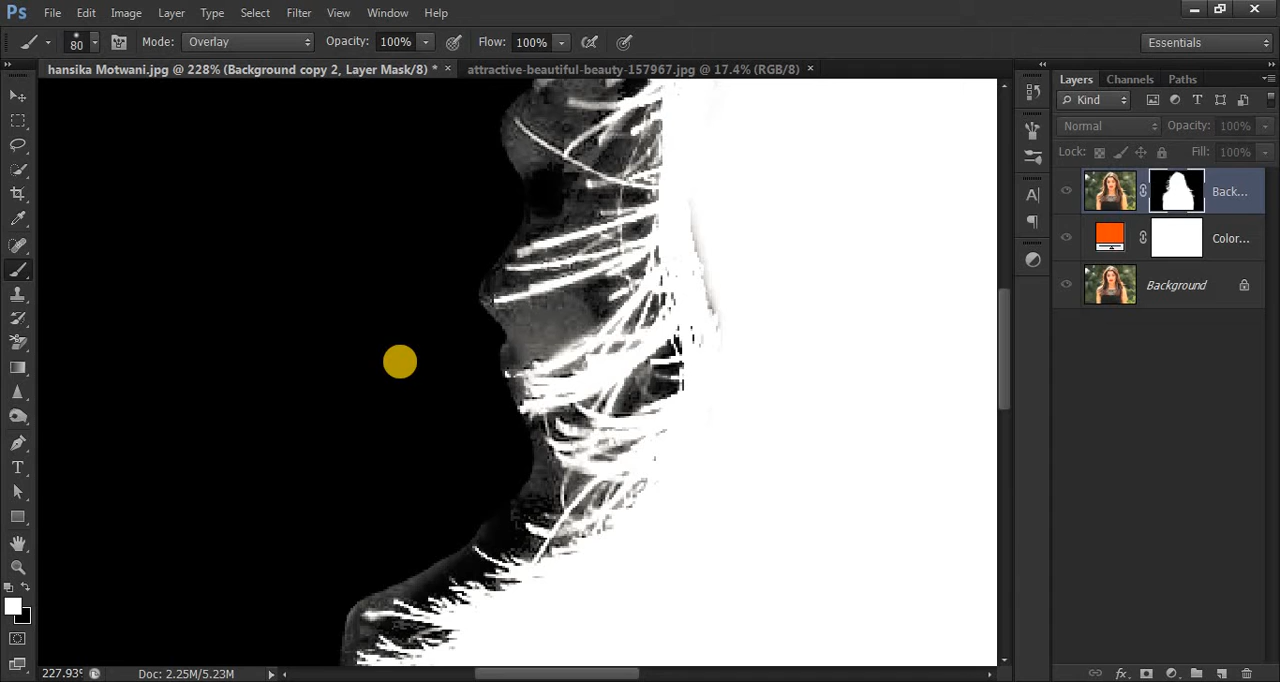 Ps File Edit Image Layer Type Select Filter View Window Help
80 Mode: Overlay Opacity: 100% Flow: 100% Essentials
hansika Motwani.jpg @ 228% (Background copy 2, Layer Mask/8) * × attractive-beautiful-beauty-157967.jpg @ 17.4% (RGB/8) ×
Layers Channels Paths
Kind
Normal Opacity: 100%
Lock: Fill: 100%
Back...
Color...
Background
227.93% Doc: 2.25M/5.23M